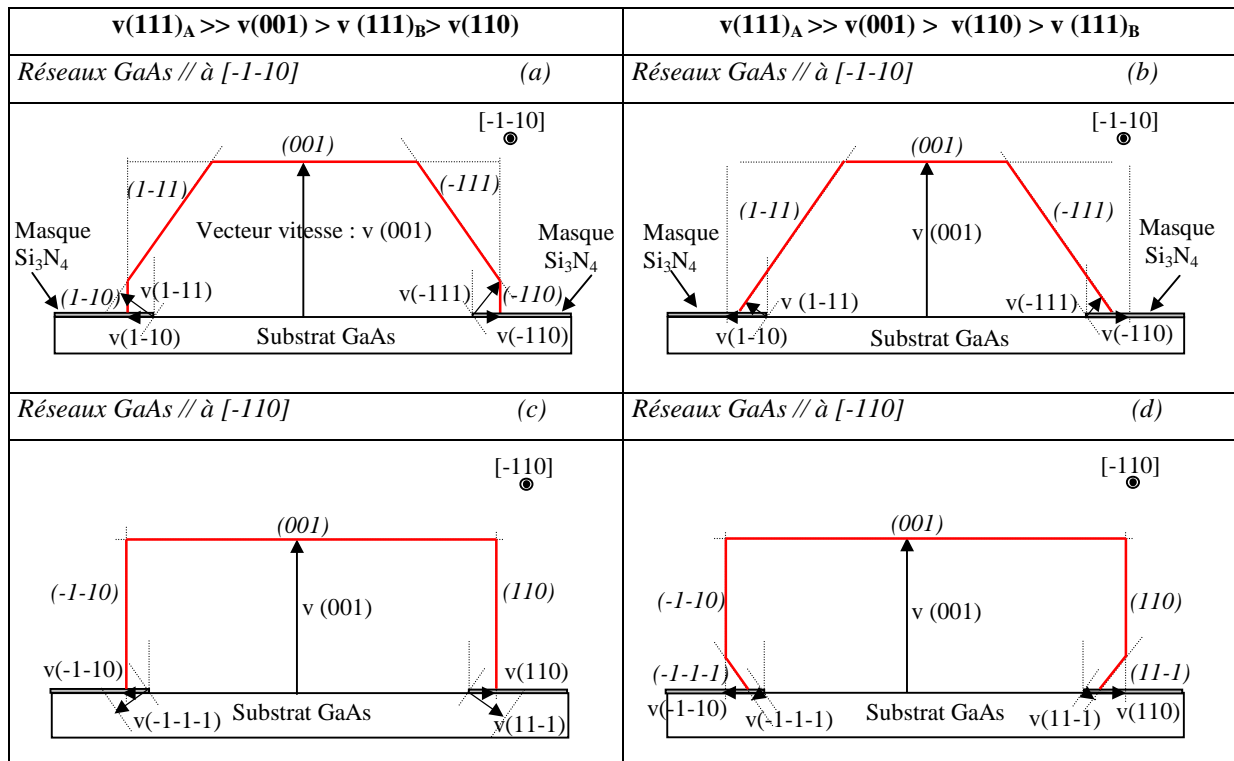 v(111)A >> v(001) > v (111)B> v(110)
v(111)A >> v(001) > v(110) > v (111)B
Réseaux GaAs // à [-1-10] (a)
Réseaux GaAs // à [-1-10] (b)
[-1-10]
(001)
(1-11)
(-111)
Masque
Si3N4
Vecteur vitesse : v (001)
Masque
Si3N4
(1-10)
v(1-11)
v(-111)
(-110)
v(1-10)
Substrat GaAs
v(-110)
[-1-10]
(001)
(1-11)
(-111)
Masque
Si3N4
v (001)
Masque
Si3N4
v (1-11)
v(-111)
v(1-10)
Substrat GaAs
v(-110)
Réseaux GaAs // à [-110] (c)
Réseaux GaAs // à [-110] (d)
[-110]
(001)
(-1-10)
(110)
v (001)
v(-1-10)
v(110)
v(-1-1-1)
Substrat GaAs
v(11-1)
[-110]
(001)
(-1-10)
(110)
v (001)
(-1-1-1)
(11-1)
v(-1-10)
v(-1-1-1)
Substrat GaAs
v(11-1)
v(110)